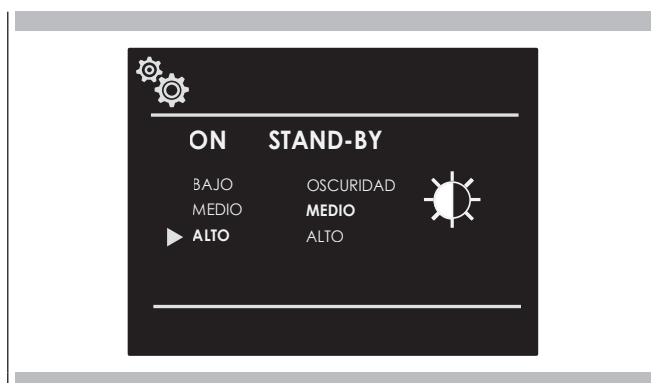 ON STAND-BY
BAJO OSCURIDAD
MEDIO MEDIO
ALTO ALTO